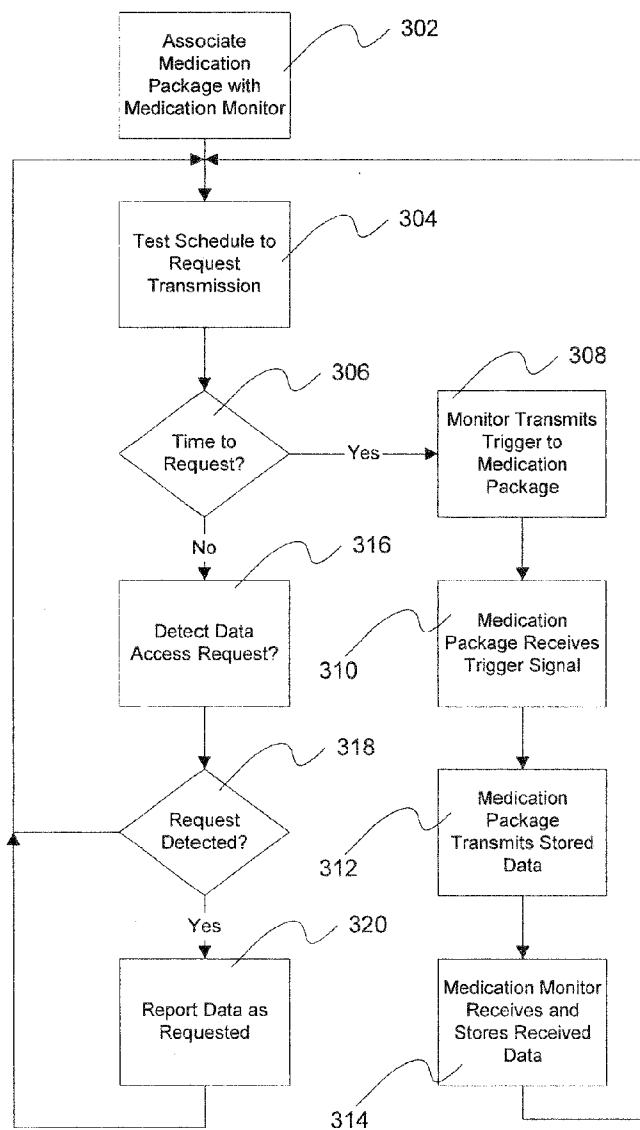 302
Associate
Medication
Package with
Medication Monitor
304
Test Schedule to
Request
Transmission
306
Time to
Request?
Yes
No
308
Monitor Transmits
Trigger to
Medication
Package
310
Medication
Package Receives
Trigger Signal
312
Medication
Package
Transmits Stored
Data
314
Medication Monitor
Receives and
Stores Received
Data
316
Detect Data
Access Request?
318
Request
Detected?
Yes
320
Report Data as
Requested